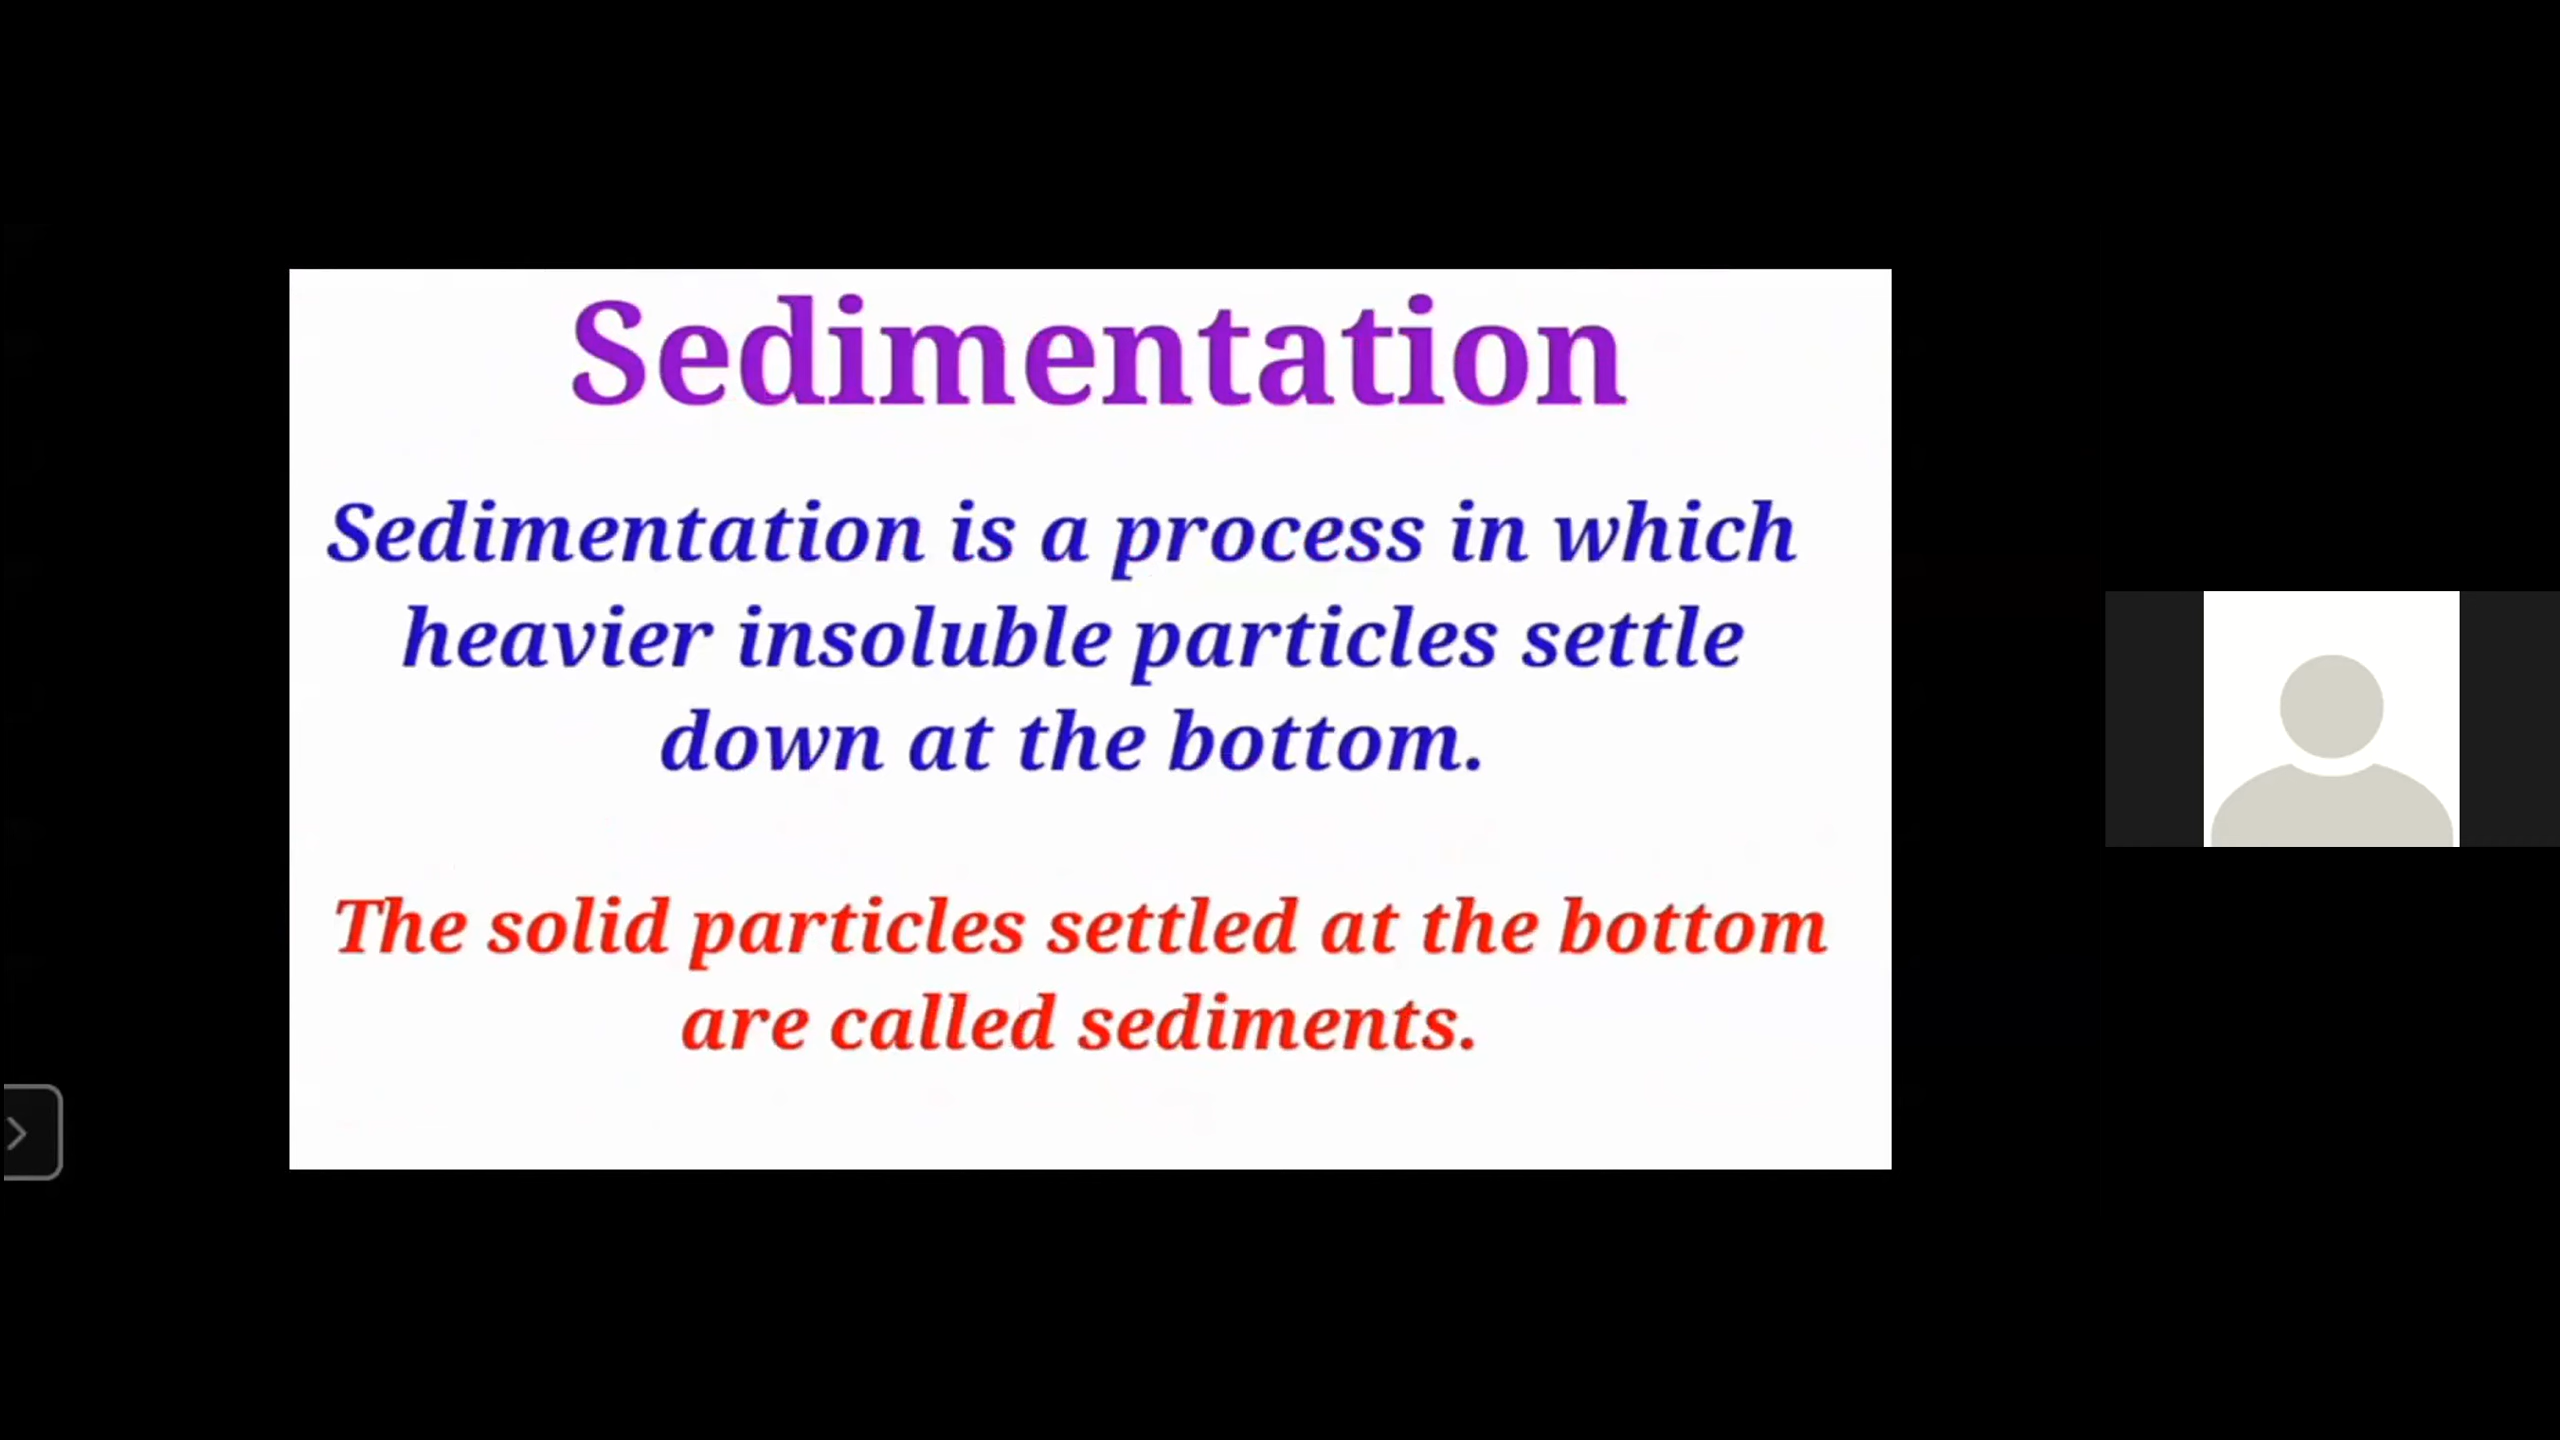 Sedimentation
Sedimentation is a process in which
heavier insoluble particles settle
down at the bottom.
The solid particles settled at the bottom
are called sediments.